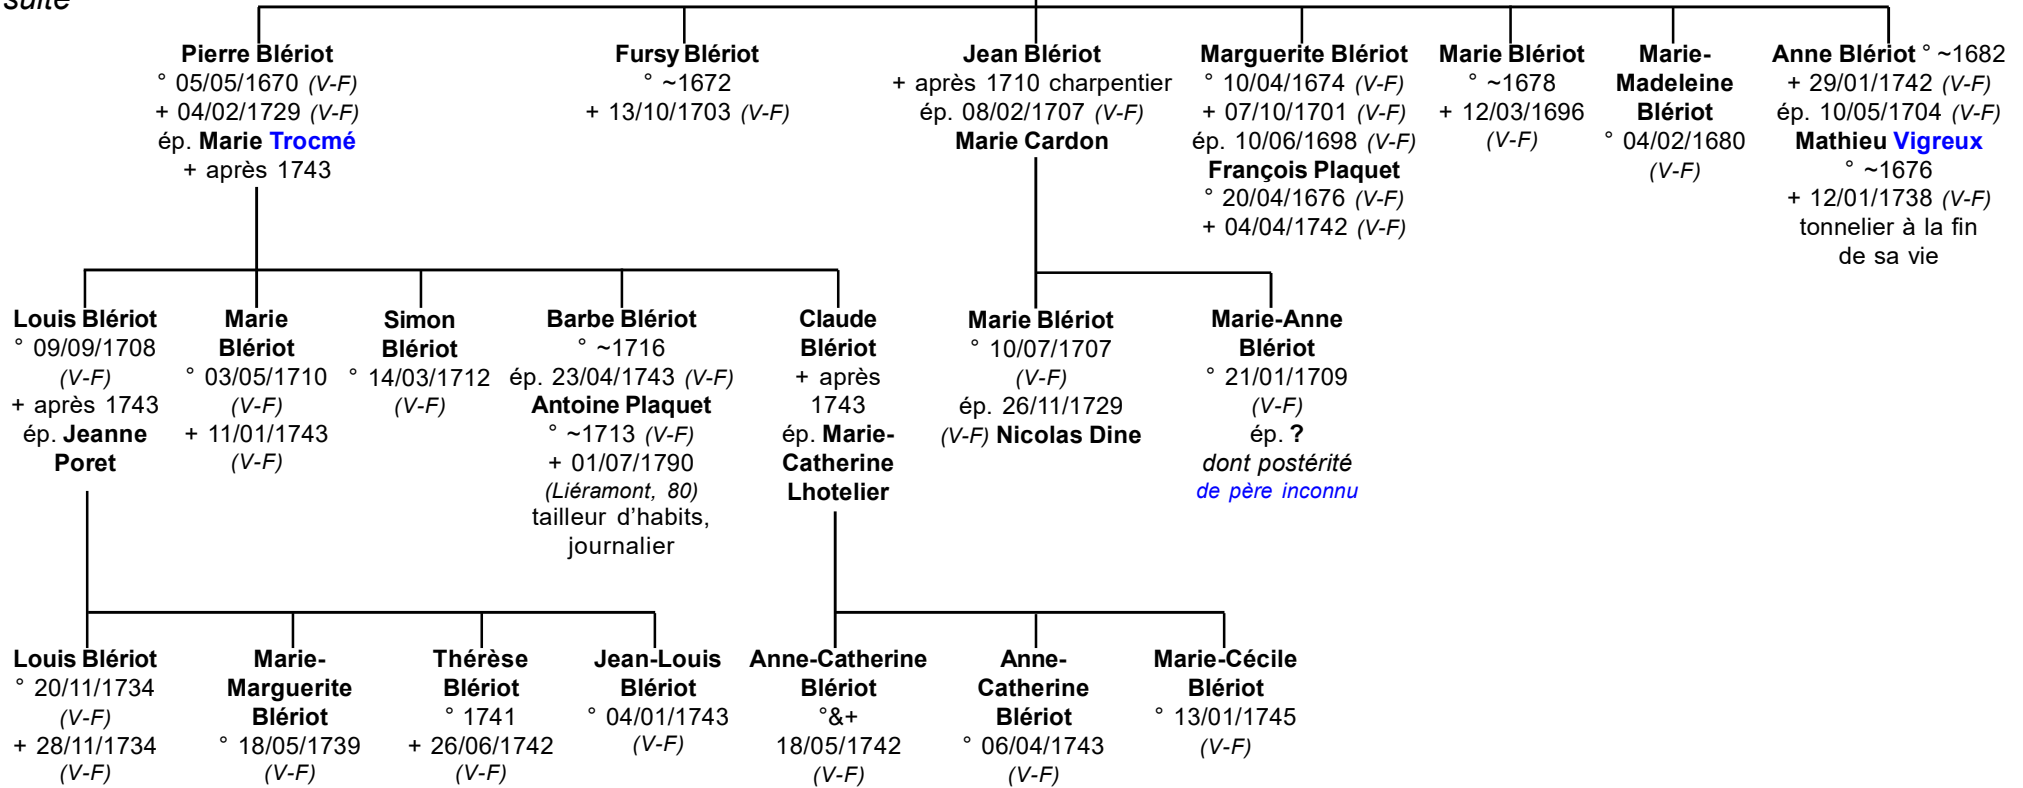 suite
Pierre Blériot
° 05/05/1670 (V-F)
+ 04/02/1729 (V-F)
ép. Marie Trocmé
+ après 1743
Fursy Blériot
° ~1672
+ 13/10/1703 (V-F)
Jean Blériot
+ après 1710 charpentier
ép. 08/02/1707 (V-F)
Marie Cardon
Marguerite Blériot
° 10/04/1674 (V-F)
+ 07/10/1701 (V-F)
ép. 10/06/1698 (V-F)
François Plaquet
° 20/04/1676 (V-F)
+ 04/04/1742 (V-F)
Marie Blériot
° ~1678
+ 12/03/1696
(V-F)
Marie-
Madeleine
Blériot
° 04/02/1680
(V-F)
Anne Blériot ° ~1682
+ 29/01/1742 (V-F)
ép. 10/05/1704 (V-F)
Mathieu Vigreux
° ~1676
+ 12/01/1738 (V-F)
tonnelier à la fin
de sa vie
Louis Blériot
° 09/09/1708
(V-F)
+ après 1743
ép. Jeanne
Poret
Marie
Blériot
° 03/05/1710
(V-F)
+ 11/01/1743
(V-F)
Simon
Blériot
° 14/03/1712
(V-F)
Barbe Blériot
° ~1716
ép. 23/04/1743 (V-F)
Antoine Plaquet
° ~1713 (V-F)
+ 01/07/1790
(Liéramont, 80)
tailleur d'habits,
journalier
Claude
Blériot
+ après
1743
ép. Marie-
Catherine
Lhotelier
Marie Blériot
° 10/07/1707
(V-F)
ép. 26/11/1729
(V-F) Nicolas Dine
Marie-Anne
Blériot
° 21/01/1709
(V-F)
ép. ?
dont postérité
de père inconnu
Louis Blériot
° 20/11/1734
(V-F)
+ 28/11/1734
(V-F)
Marie-
Marguerite
Blériot
° 18/05/1739
(V-F)
Thérèse
Blériot
° 1741
+ 26/06/1742
(V-F)
Jean-Louis
Blériot
° 04/01/1743
(V-F)
Anne-Catherine
Blériot
°&+
18/05/1742
(V-F)
Anne-
Catherine
Blériot
° 06/04/1743
(V-F)
Marie-Cécile
Blériot
° 13/01/1745
(V-F)